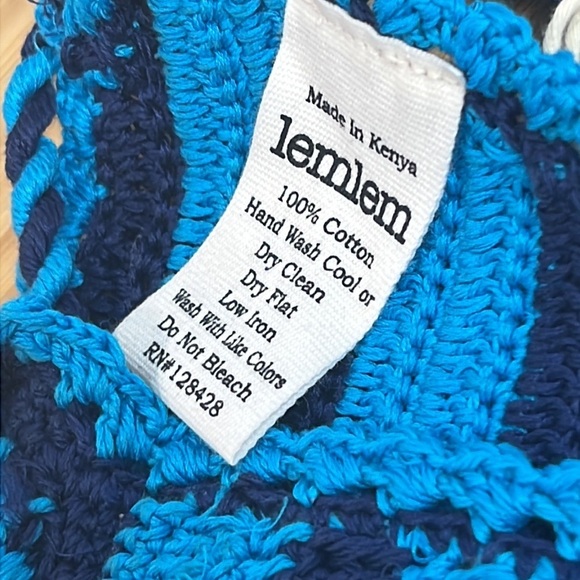 Made in Kenya
lemlem
100% Cotton
Hand Wash Cool or
Dry Clean
Dry Flat
Low Iron
Wash With Like Colors
Do Not Bleach
RN#128428